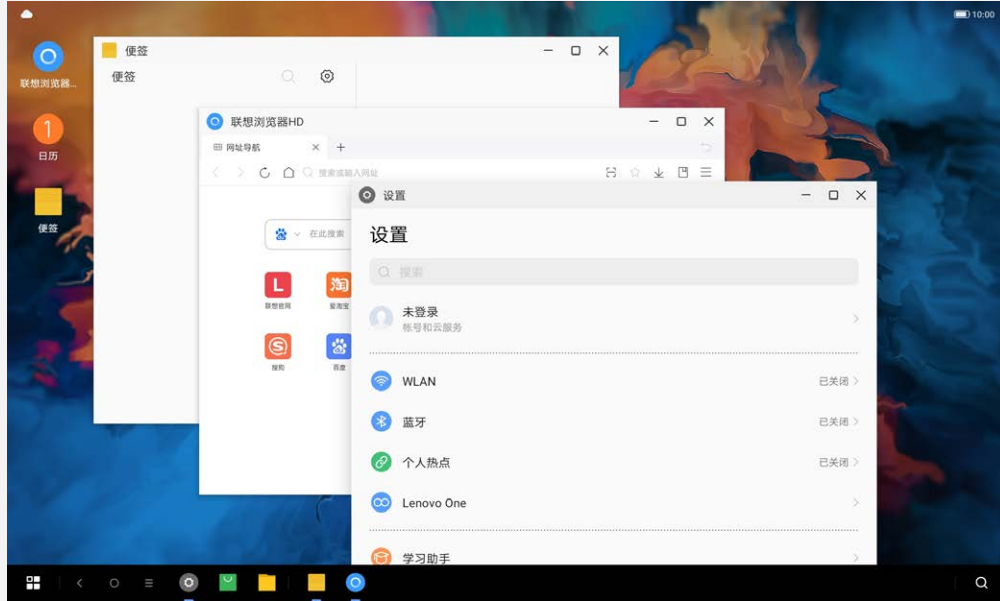 10:00
联想浏览器...
日历
1
便签
便签
便签
联想浏览器HD
网址导航
搜索或输入网址
在此搜索
L
联想官网
淘
爱淘宝
S
搜狗
百度
设置
设置
搜索
未登录
帐号和云服务
WLAN
已关闭
蓝牙
已关闭
个人热点
已关闭
Lenovo One
学习助手